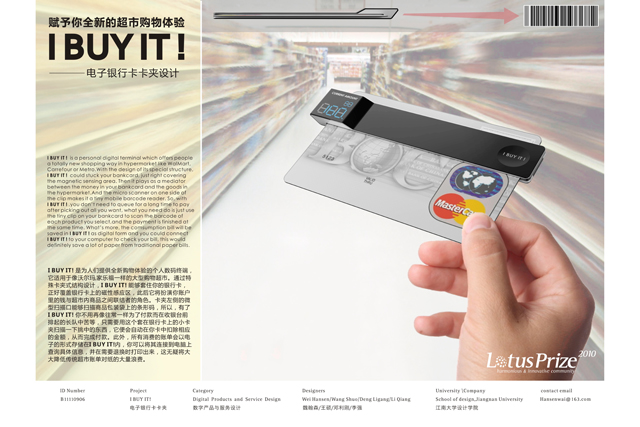 赋予你全新的超市购物体验
I BUY IT!
电子银行卡卡夹设计
I BUY IT! is a personal digital terminal which offers people
a totally new shopping way in hypermarket like WalMart,
Carrefour or Metro. With the design of its special structure,
I BUY IT! could stuck your bankcard, just right covering
the magnetic sensing area. Then it plays as a mediator
between the money in your bankcard and the goods in
the hypermarket. And the micro scanner on one side of
the clip makes it a tiny mobile barcode reader. So, with
I BUY IT! you don't need to queue for a long time to pay
after picking out all you want, what you need do is just use
the tiny clip on your bankcard to scan the barcode of
each product you select,and the payment is finished at
the same time. What's more, the consumption bill will be
saved in I BUY IT! as digital form and you could connect
I BUY IT! to your computer to check your bill, this would
definitely save a lot of paper from traditional paper bills.
I BUY IT! 是为人们提供全新购物体验的个人数码终端，
它适用于像沃尔玛,家乐福一样的大型购物超市。通过特
殊卡夹式结构设计，I BUY IT! 能够套住你的银行卡，
正好覆盖银行卡上的磁性感应区，此后它将扮演你账户
里的钱与超市内商品之间联结者的角色。卡夹左侧的微
型扫描口能够扫描商品包装袋上的条形码，所以，有了
I BUY IT! 你不用再像往常一样为了付款而在收银台前
排起的长队中苦等，只需要用这个套在银行卡上的小卡
夹扫描一下挑中的东西，它便会自动在你卡中扣除相应
的金额，从而完成付款。此外，所有消费的账单会以电
子的形式存储在I BUY IT!内，你可以将其连接到电脑上
查询具体信息，并在需要退换时打印出来，这无疑将大
大降低传统超市账单对纸的大量浪费。
I BUY IT!
MasterCard
LotusPrize 2010
Harmonious & Innovative community
ID Number
B11110906
Project
I BUY IT!
电子银行卡卡夹
Category
Digital Products and Service Design
数字产品与服务设计
Designers
Wei Hansen/Wang Shuo/Deng Ligang/Li Qiang
魏翰森/王硕/邓利刚/李强
University |Company
School of design,Jiangnan University
江南大学设计学院
contact email
Hansenwai@163.com